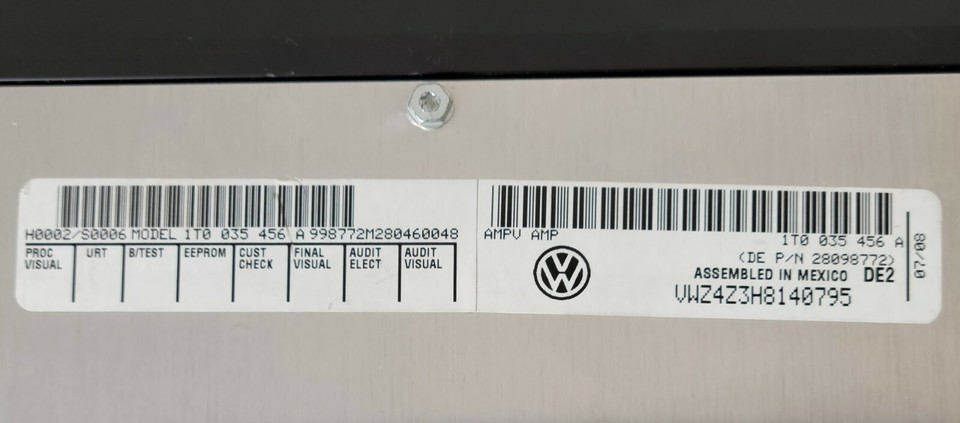 H0002/S0006 MODEL 1T0 035 456 A 998772M280460048
PROC VISUAL
URT
B/TEST
EEPROM
CUST CHECK
FINAL VISUAL
AUDIT ELECT
AUDIT VISUAL
AMPV AMP
1T0 035 456 A
(DE P/N 28098772)
ASSEMBLED IN MEXICO DE2
VWZ4Z3H8140795
07/08